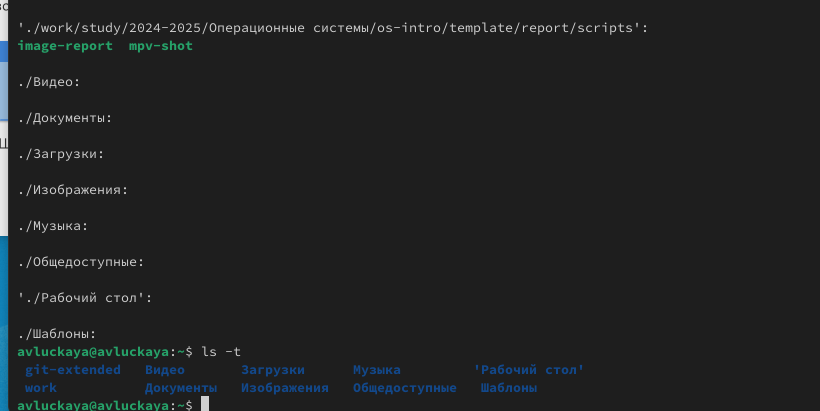 './work/study/2024-2025/Операционные системы/os-intro/template/report/scripts':
image-report  mpv-shot
./Видео:
./Документы:
./Загрузки:
./Изображения:
./Музыка:
./Общедоступные:
'./Рабочий стол':
./Шаблоны:
avluckaya@avluckaya:~$ ls -t
git-extended   Видео       Загрузки      Музыка         'Рабочий стол'
work           Документы   Изображения   Общедоступные   Шаблоны
avluckaya@avluckaya:~$